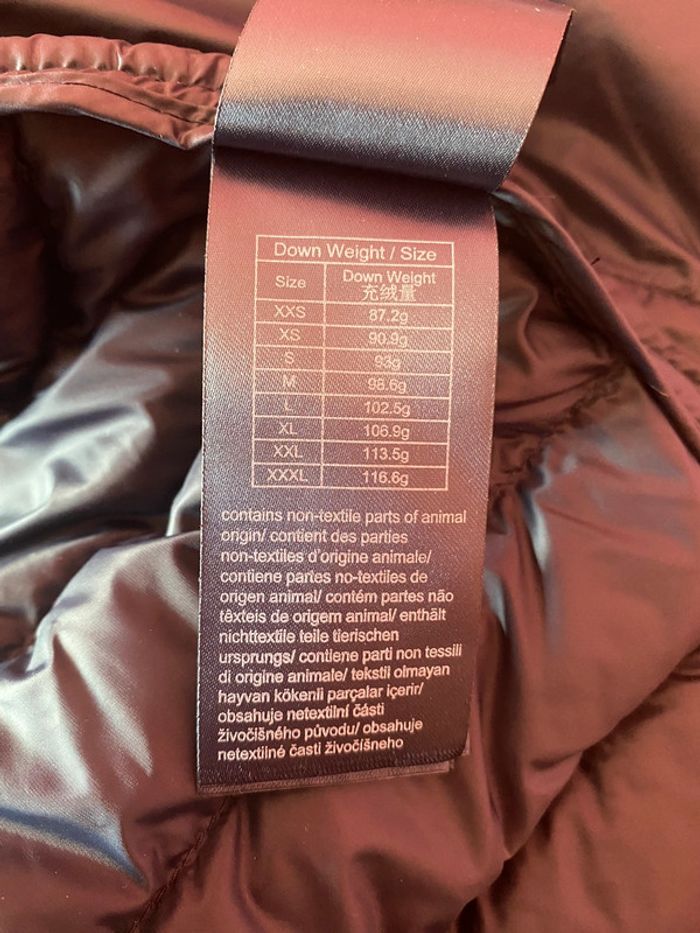 Down Weight / Size
Size Down Weight
充绒量
XXS 87.2g
XS 90.9g
S 93g
M 98.6g
L 102.5g
XL 106.9g
XXL 113.5g
XXXL 116.6g
contains non-textile parts of animal
origin/ contient des parties
non-textiles d'origine animale/
contiene partes no-textiles de
origen animal/ contém partes não
têxteis de origem animal/ enthält
nichttextile teile tierischen
ursprungs/ contiene parti non tessili
di origine animale/ tekstil olmayan
hayvan kökenli parçalar içerir/
obsahuje netextilní části
živočišného původu/ obsahuje
netextilné časti živočišneho